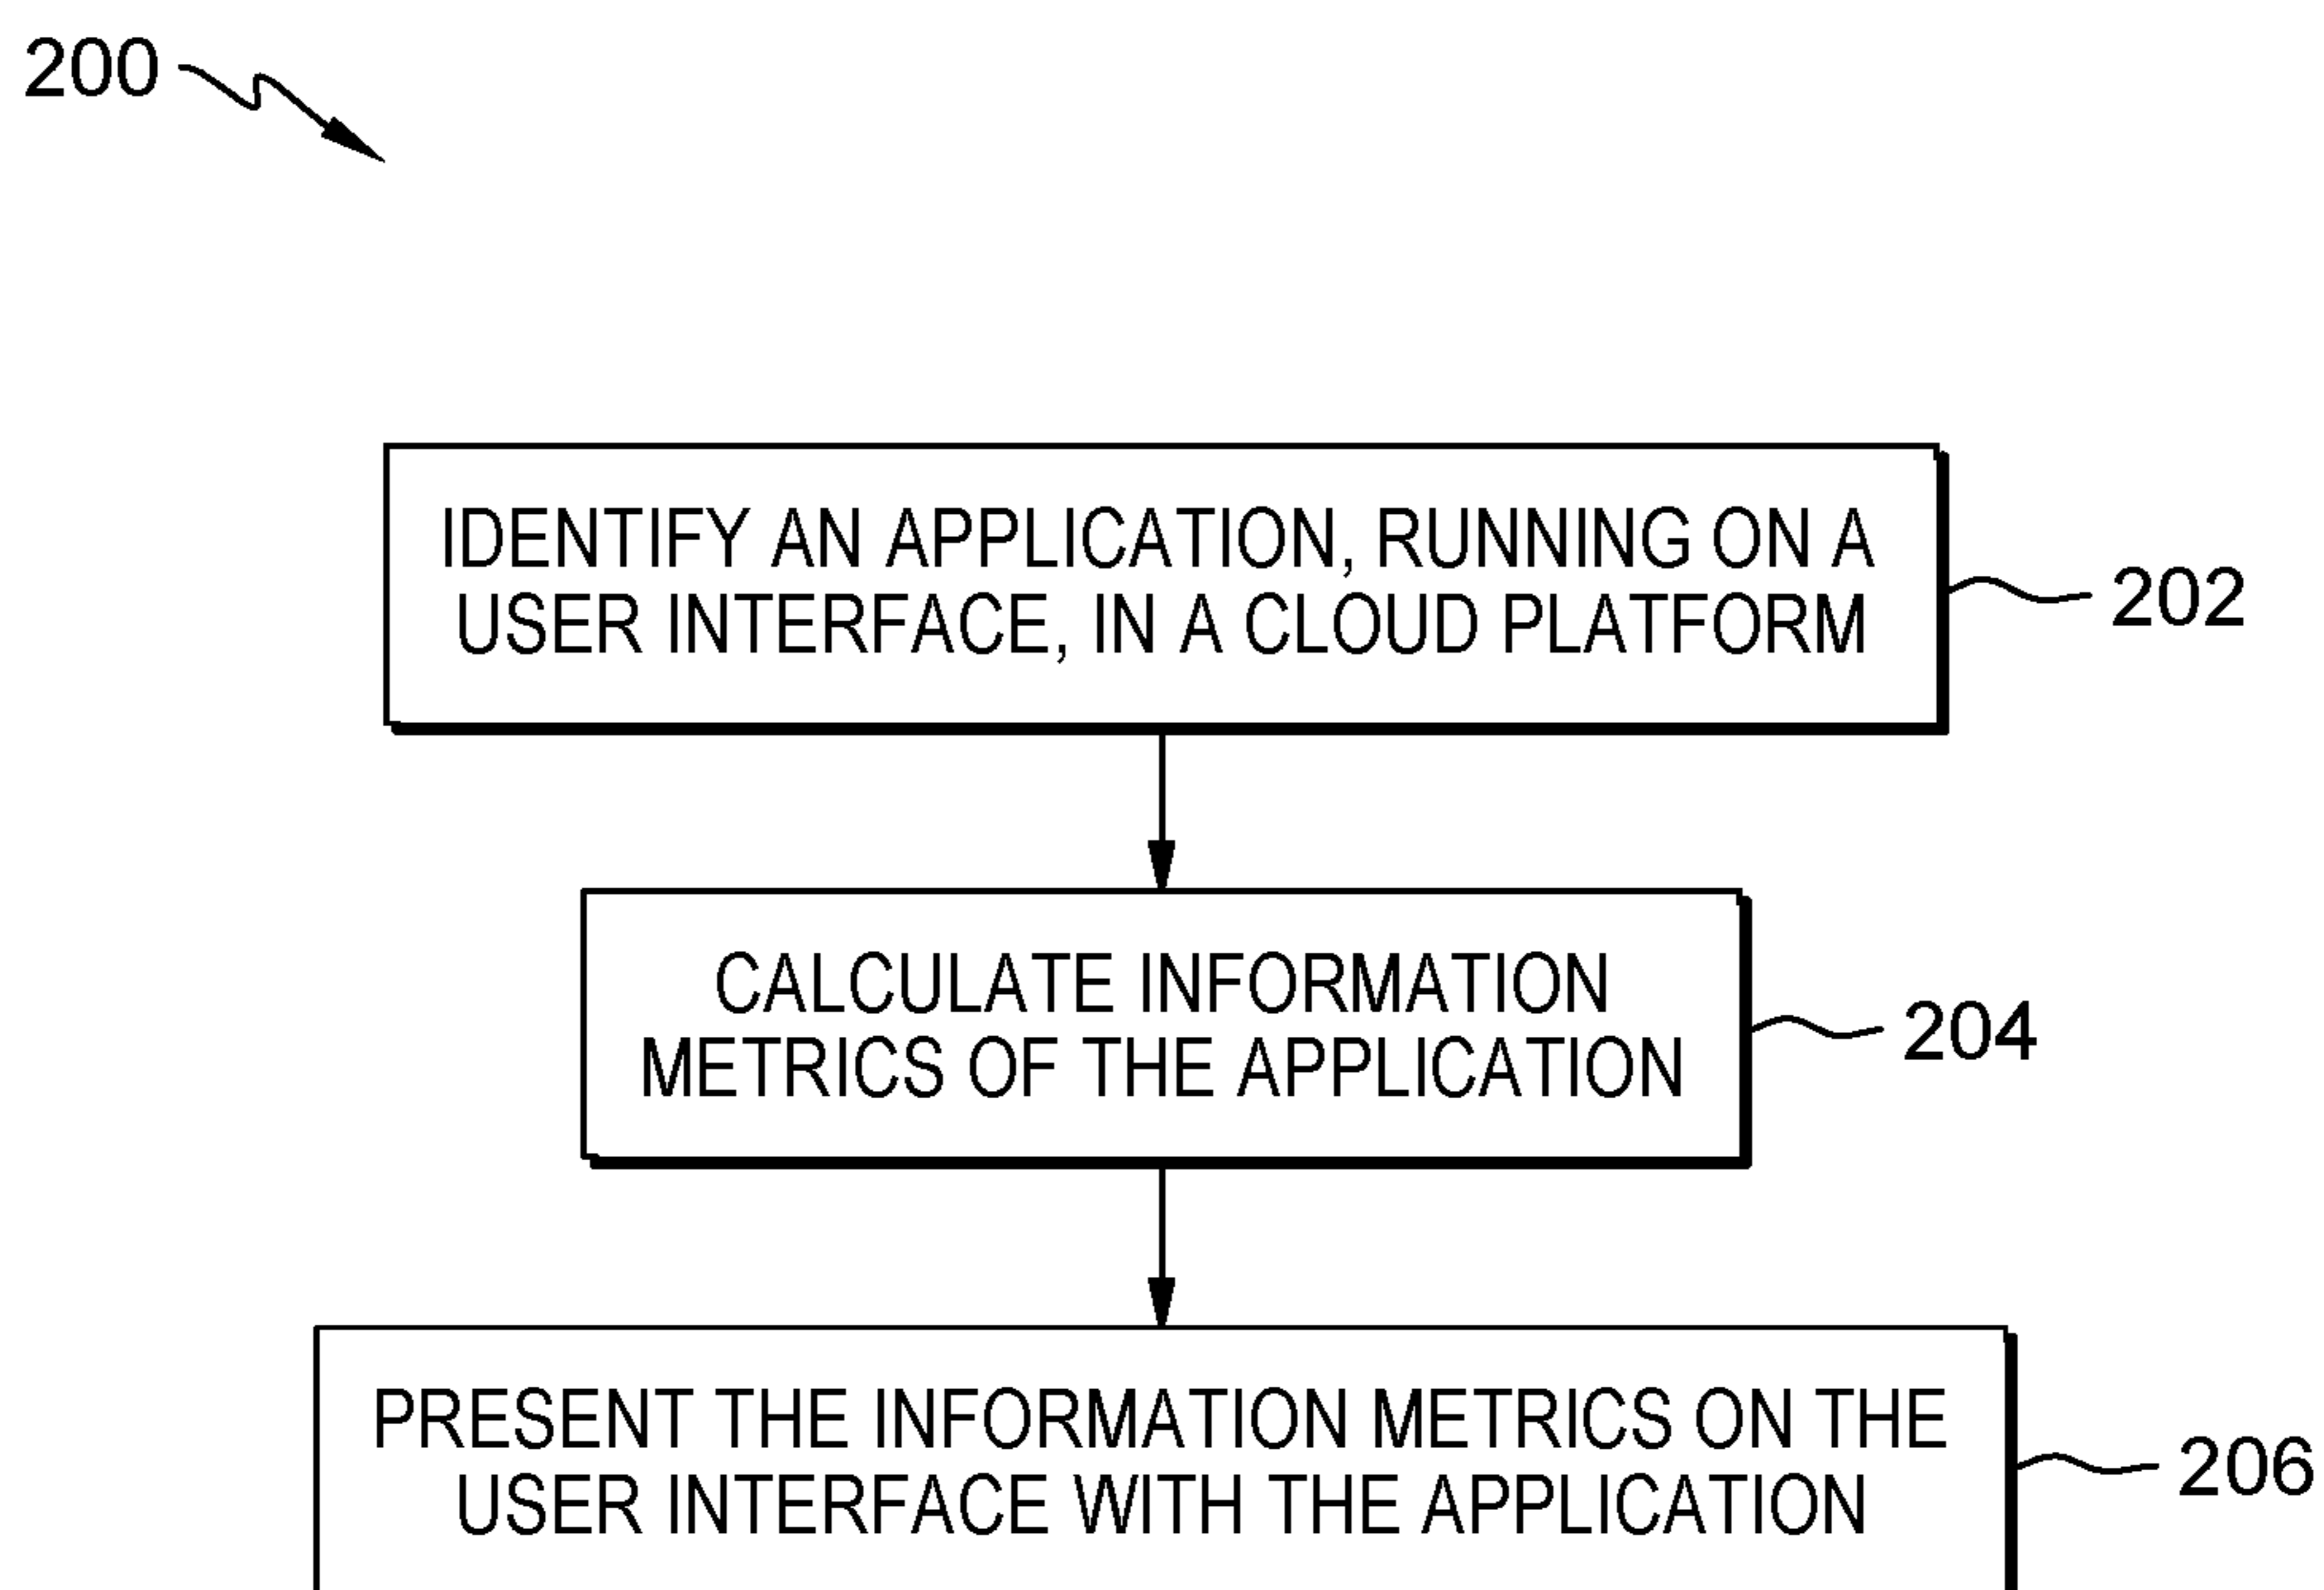 200
IDENTIFY AN APPLICATION, RUNNING ON A
USER INTERFACE, IN A CLOUD PLATFORM
202
CALCULATE INFORMATION
METRICS OF THE APPLICATION
204
PRESENT THE INFORMATION METRICS ON THE
USER INTERFACE WITH THE APPLICATION
206